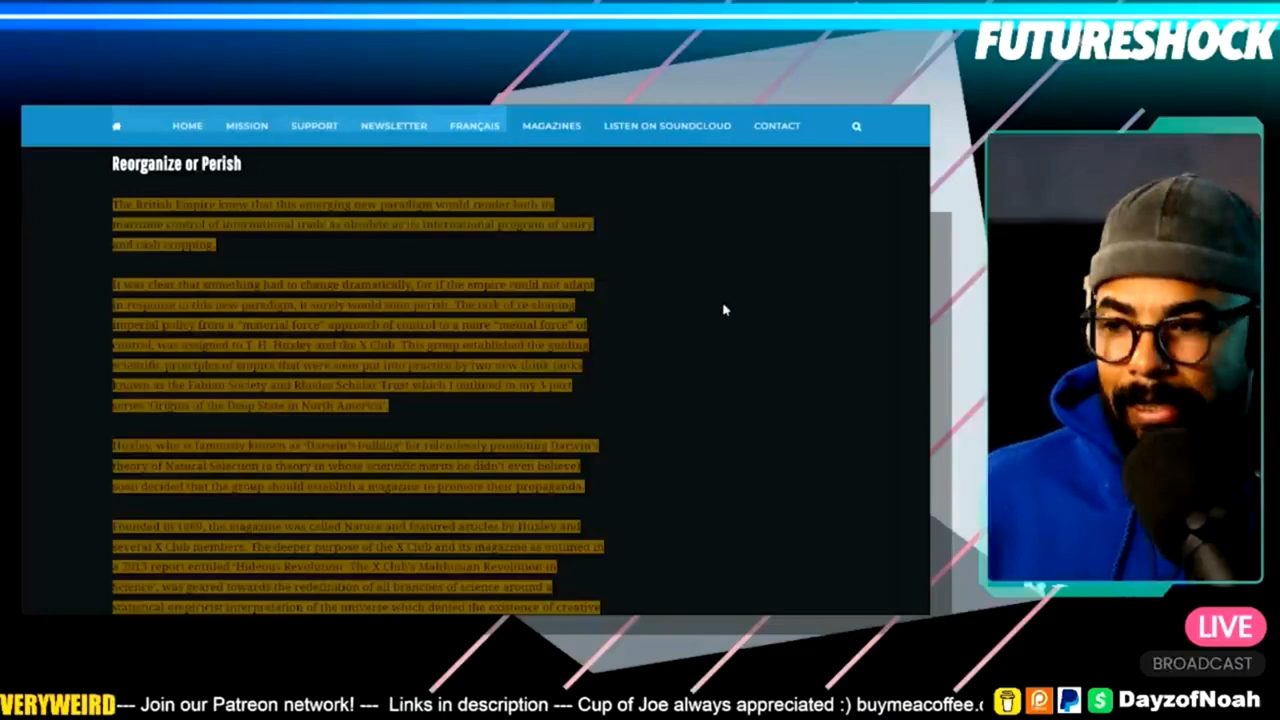 FUTURESHOCK
HOME MISSION SUPPORT NEWSLETTER FRANÇAIS MAGAZINES LISTEN ON SOUNDCLOUD CONTACT
Reorganize or Perish
The British Empire knew that this emerging new paradigm would render both its
maritime control of international trade as obsolete as its international program of usury
and cash cropping.
It was clear that something had to change dramatically, for if the empire could not adapt
in response to this new paradigm, it surely would soon perish. The task of re-shaping
imperial policy from a "material force" approach of control to a more "mental force" of
control, was assigned to T. H. Huxley and the X Club. This group established the guiding
scientific principles of empire that were soon put into practice by two new think tanks
known as the Fabian Society and Rhodes Scholar Trust which I outlined in my 3 part
series 'Origins of the Deep State in North America'.
Huxley, who is famously known as 'Darwin's bulldog' for relentlessly promoting Darwin's
theory of Natural Selection (a theory in whose scientific merits he didn't even believe)
soon decided that the group should establish a magazine to promote their propaganda.
Founded in 1869, the magazine was called Nature and featured articles by Huxley and
several X Club members. The deeper purpose of the X Club and its magazine as outlined in
a 2013 report entitled 'Hideous Revolution: The X Club's Malthusian Revolution in
Science', was geared towards the redefinition of all branches of science around a
statistical empiricist interpretation of the universe which denied the existence of creative
LIVE
BROADCAST
VERYWEIRD--- Join our Patreon network! --- Links in description --- Cup of Joe always appreciated :) buymeacoffee.c
DayzofNoah